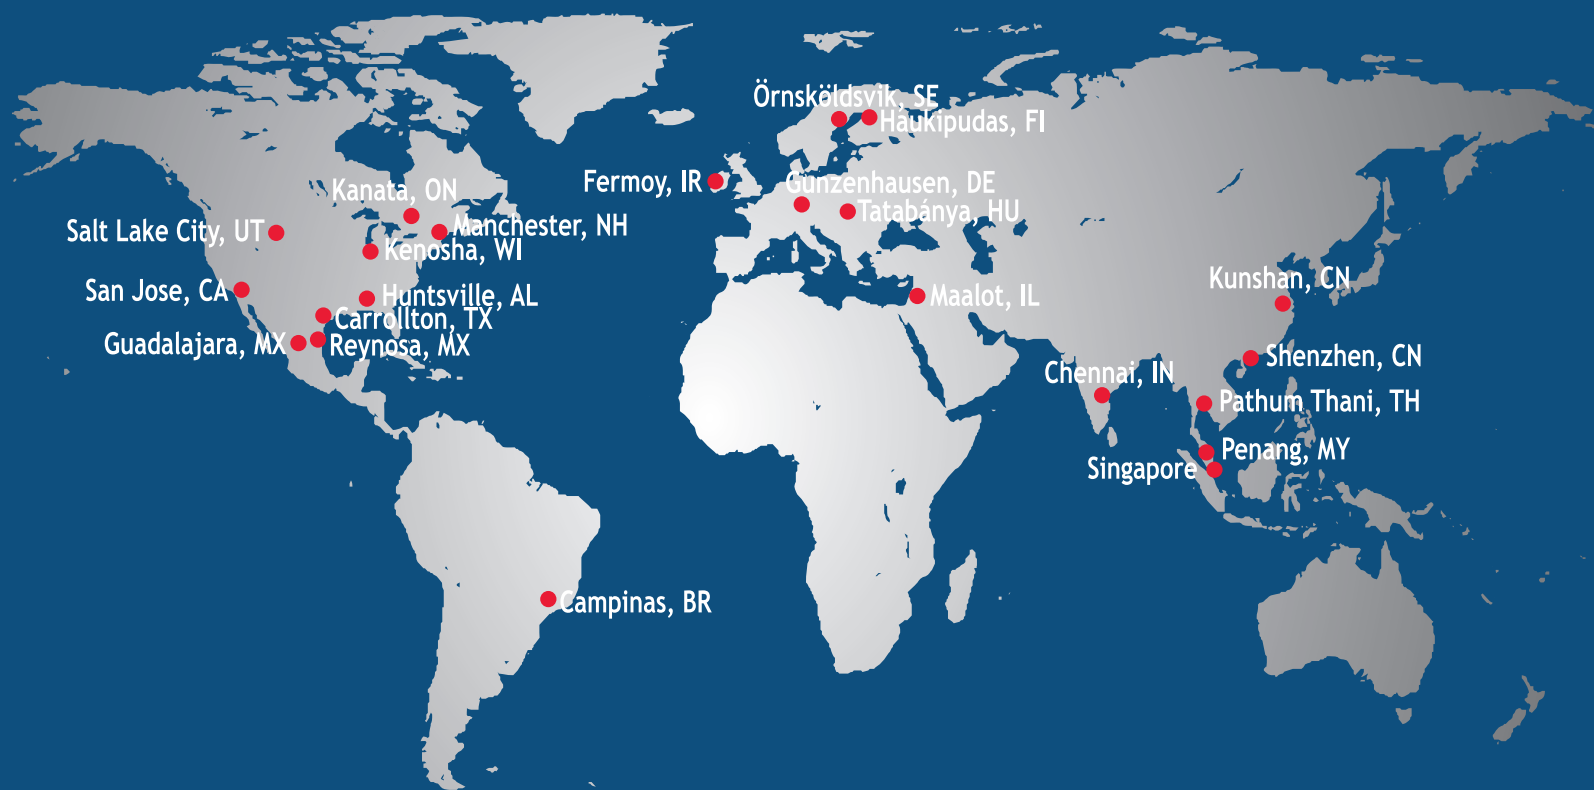 Örnsköldsvik, SE
Haukipudas, FI
Fermoy, IR
Gunzenhausen, DE
Tatabánya, HU
Kanata, ON
Manchester, NH
Salt Lake City, UT
Kenosha, WI
San Jose, CA
Huntsville, AL
Carrollton, TX
Guadalajara, MX
Reynosa, MX
Maalot, IL
Kunshan, CN
Shenzhen, CN
Chennai, IN
Pathum Thani, TH
Penang, MY
Singapore
Campinas, BR